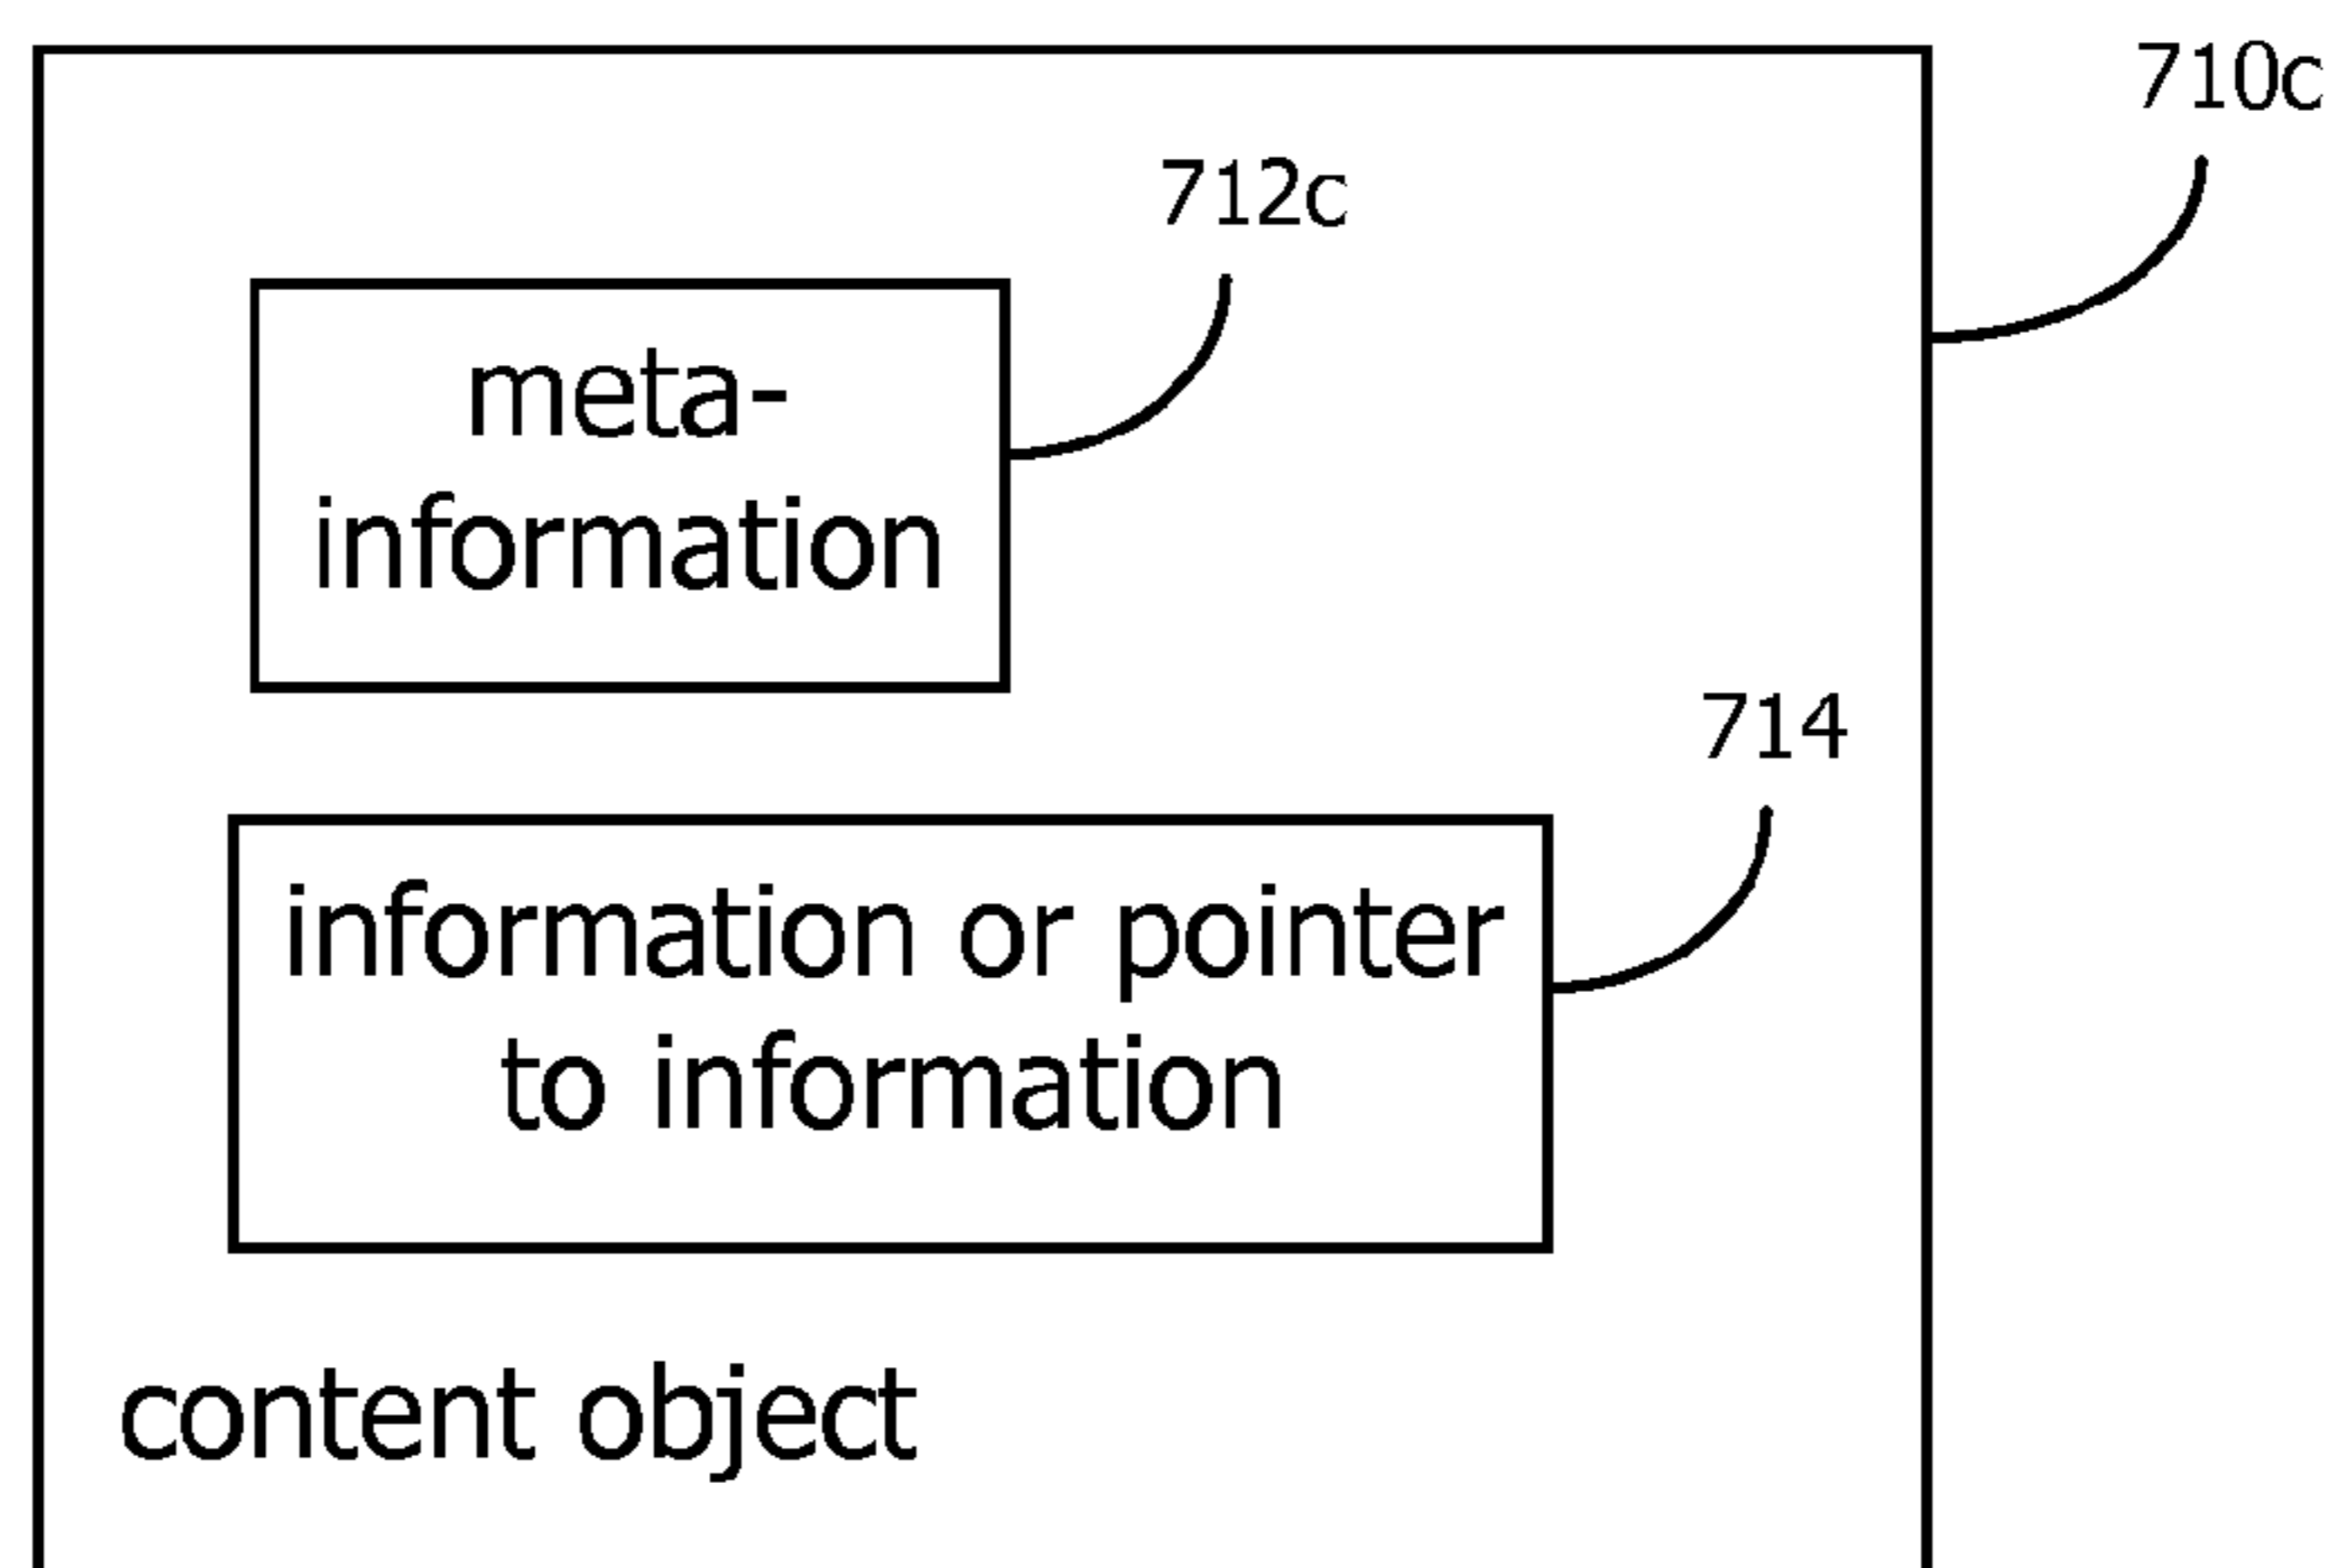 710c
712c
meta-
information
714
information or pointer
to information
content object